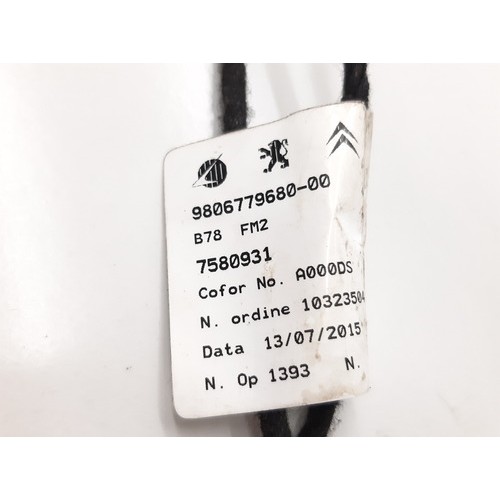 9806779680-00
B78 FM2
7580931
Cofor No. A000DS
N. ordine 10323504
Data 13/07/2015
N. Op 1393 N.